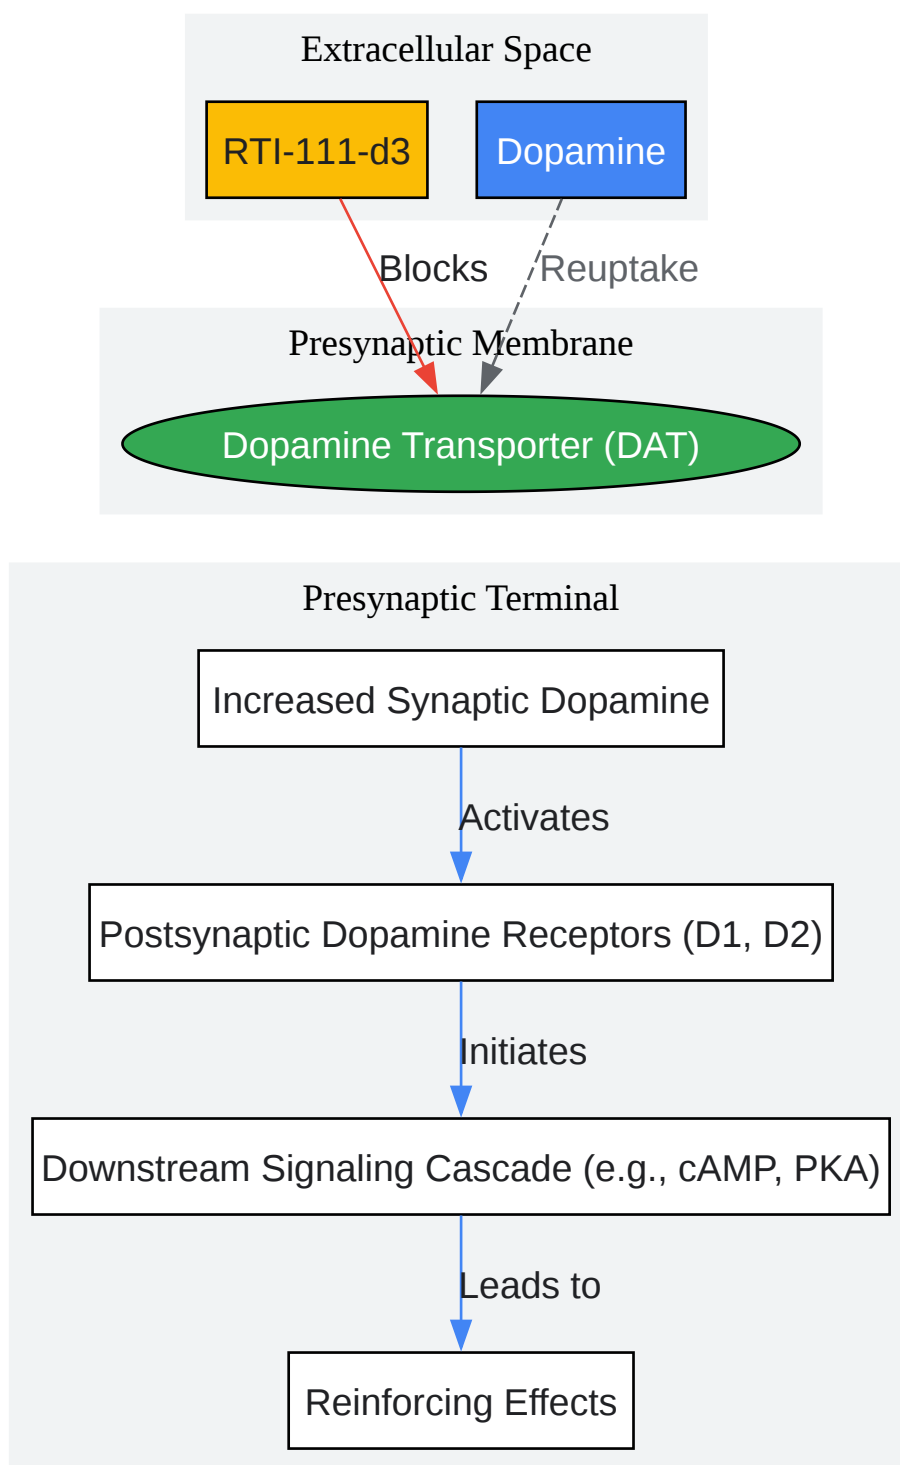 Extracellular Space
RTI-111-d3
Dopamine
Blocks
Reuptake
Presynaptic Membrane
Dopamine Transporter (DAT)
Presynaptic Terminal
Increased Synaptic Dopamine
Activates
Postsynaptic Dopamine Receptors (D1, D2)
Initiates
Downstream Signaling Cascade (e.g., cAMP, PKA)
Leads to
Reinforcing Effects